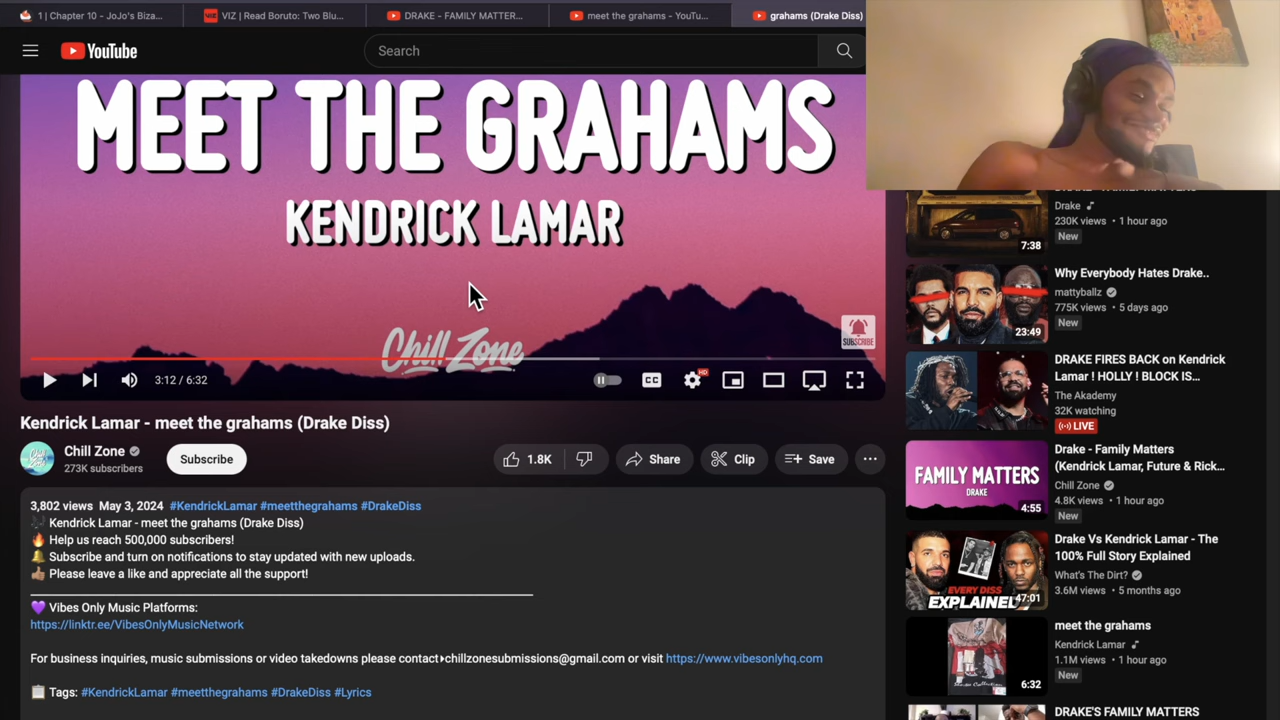 1 | Chapter 10 - JoJo's Biza...
VIZ | Read Boruto: Two Blu...
DRAKE - FAMILY MATTER...
meet the grahams - YouTu...
grahams (Drake Diss)
YouTube
Search
MEET THE GRAHAMS
KENDRICK LAMAR
Chill Zone
SUBSCRIBE
3:12 / 6:32
CC
HD
Kendrick Lamar - meet the grahams (Drake Diss)
Chill Zone
273K subscribers
Subscribe
1.8K
Share
Clip
Save
3,802 views May 3, 2024 #KendrickLamar #meetthegrahams #DrakeDiss
Kendrick Lamar - meet the grahams (Drake Diss)
Help us reach 500,000 subscribers!
Subscribe and turn on notifications to stay updated with new uploads.
Please leave a like and appreciate all the support!
Vibes Only Music Platforms:
https://linktr.ee/VibesOnlyMusicNetwork
For business inquiries, music submissions or video takedowns please contact chillzonesubmissions@gmail.com or visit https://www.vibesonlyhq.com
Tags: #KendrickLamar #meetthegrahams #DrakeDiss #Lyrics
Drake
230K views • 1 hour ago
New
7:38
Why Everybody Hates Drake..
mattyballz
775K views • 5 days ago
New
23:49
DRAKE FIRES BACK on Kendrick
Lamar ! HOLLY ! BLOCK IS...
The Akademy
32K watching
LIVE
Drake - Family Matters
(Kendrick Lamar, Future & Rick...
Chill Zone
4.8K views • 1 hour ago
New
FAMILY MATTERS
DRAKE
4:55
Drake Vs Kendrick Lamar - The
100% Full Story Explained
What's The Dirt?
3.6M views • 5 months ago
EVERY DISS
EXPLAINED
47:01
meet the grahams
Kendrick Lamar
1.1M views • 1 hour ago
New
6:32
DRAKE'S FAMILY MATTERS